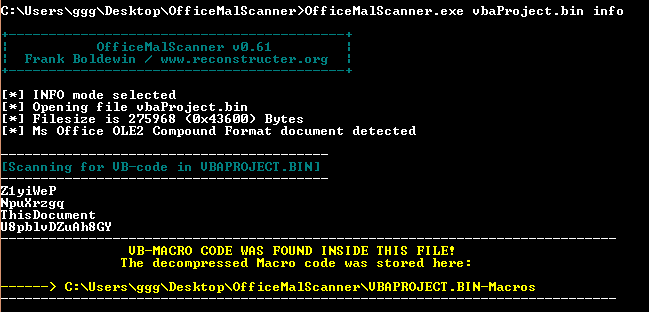 C:\Users\ggg\Desktop\OfficeMalScanner>OfficeMalScanner.exe vbaProject.bin info
+------------------------------------------+
|           OfficeMalScanner v0.61         |
|  Frank Boldewin / www.reconstructer.org  |
+------------------------------------------+
[*] INFO mode selected
[*] Opening file vbaProject.bin
[*] Filesize is 275968 (0x43600) Bytes
[*] Ms Office OLE2 Compound Format document detected
-----------------------------------------
[Scanning for VB-code in VBAPROJECT.BIN]
-----------------------------------------
Z1yiWeP
NpuXrzgq
ThisDocument
U8pblvDZuAh8GY
-----------------------------------------------------------------------------
VB-MACRO CODE WAS FOUND INSIDE THIS FILE!
The decompressed Macro code was stored here:
------> C:\Users\ggg\Desktop\OfficeMalScanner\VBAPROJECT.BIN-Macros
-----------------------------------------------------------------------------